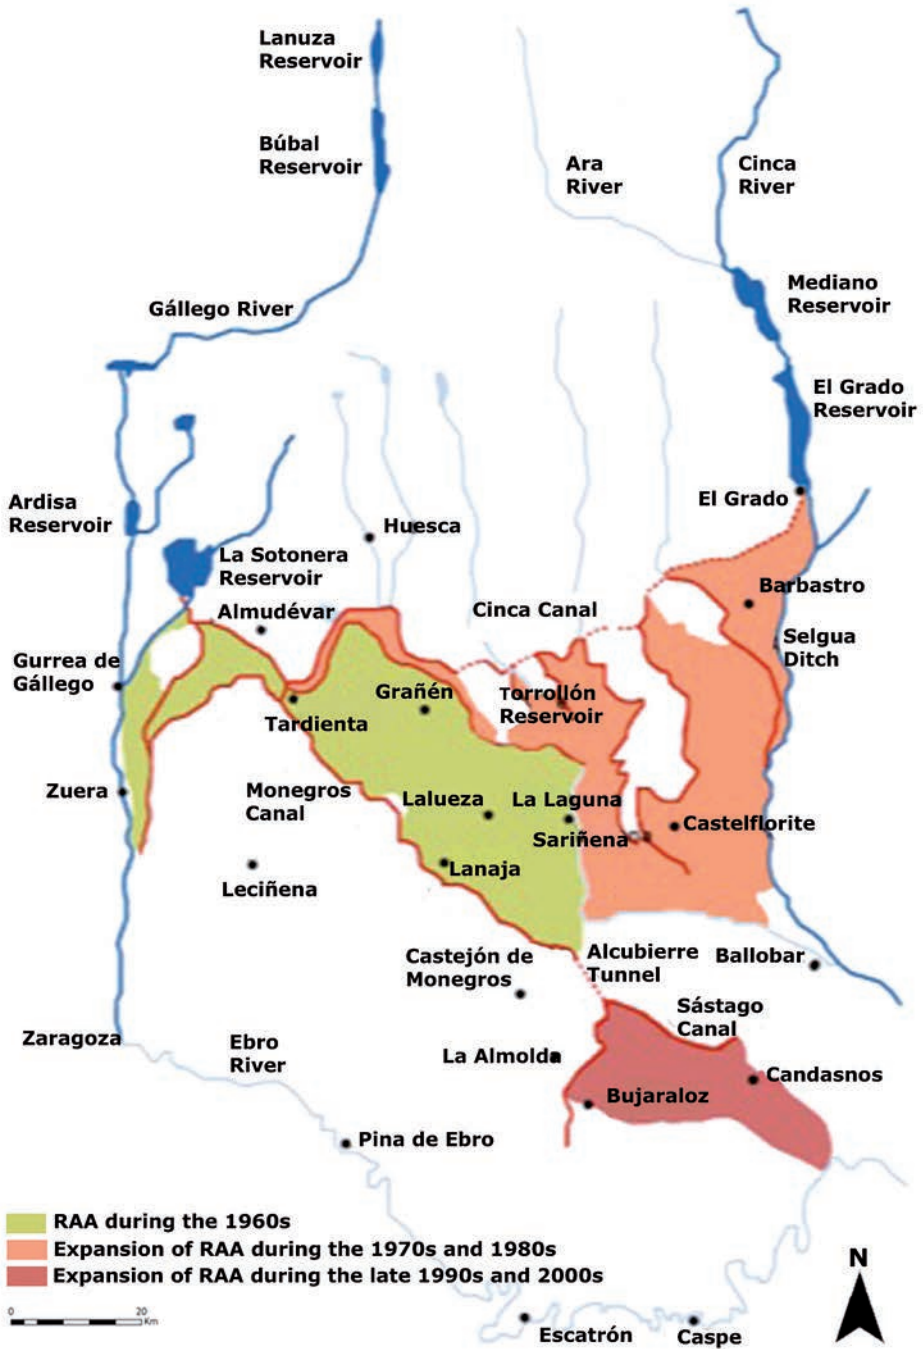 Lanuza
Reservoir
Búbal
Reservoir
Ara
River
Cinca
River
Mediano
Reservoir
Gállego River
El Grado
Reservoir
Ardisa
Reservoir
El Grado
Huesca
La Sotonera
Reservoir
Almudévar
Cinca Canal
Barbastro
Selgua
Ditch
Gurrea de
Gállego
Grañén
Torrollón
Reservoir
Tardienta
Zuera
Monegros
Canal
Lalueza
La Laguna
Sariñena
Castelflorite
Lanaja
Leciñena
Castejón de
Monegros
Alcubierre
Tunnel
Ballobar
Sástago
Canal
Zaragoza
Ebro
River
La Almolda
Candasnos
Bujaraloz
Pina de Ebro
RAA during the 1960s
Expansion of RAA during the 1970s and 1980s
Expansion of RAA during the late 1990s and 2000s
N
0 20
Km
Escatrón
Caspe